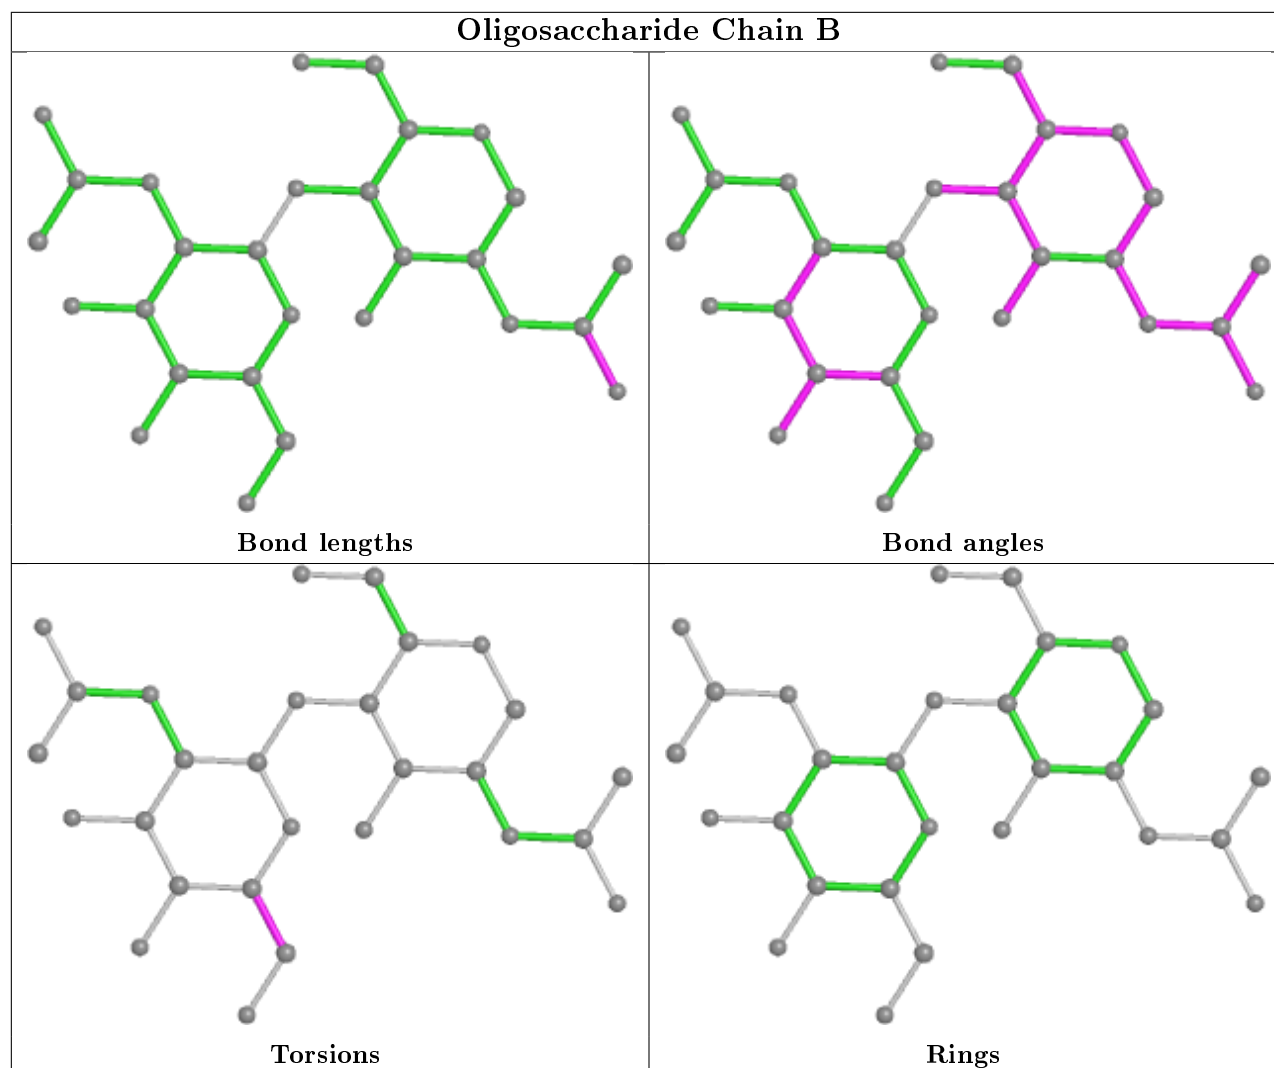 Oligosaccharide Chain B
Bond lengths
Bond angles
Torsions
Rings